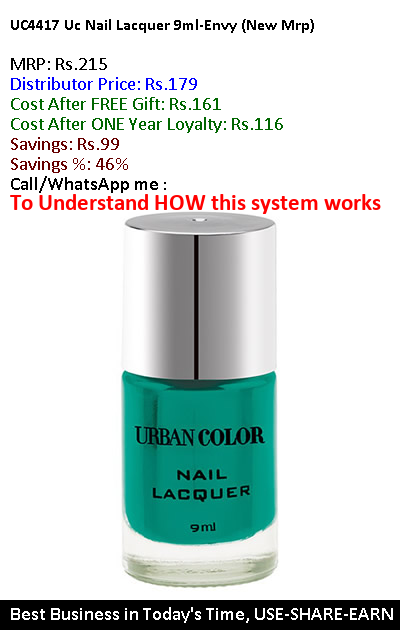 UC4417 Uc Nail Lacquer 9ml-Envy (New Mrp)
MRP: Rs.215
Distributor Price: Rs.179
Cost After FREE Gift: Rs.161
Cost After ONE Year Loyalty: Rs.116
Savings: Rs.99
Savings %: 46%
Call/WhatsApp me :
To Understand HOW this system works
URBAN COLOR
NAIL
LACQUER
9ml
Best Business in Today's Time, USE-SHARE-EARN